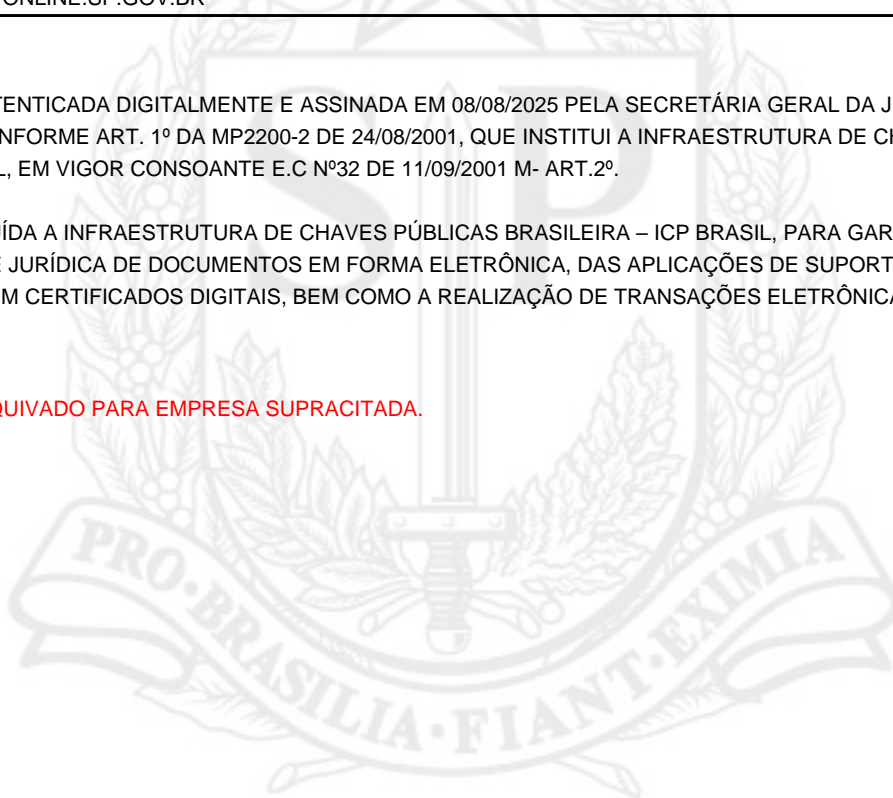 ONLINE.SP.GOV.BR
TENTICADA DIGITALMENTE E ASSINADA EM 08/08/2025 PELA SECRETÁRIA GERAL DA J
NFORME ART. 1º DA MP2200-2 DE 24/08/2001, QUE INSTITUI A INFRAESTRUTURA DE CH
L, EM VIGOR CONSOANTE E.C Nº32 DE 11/09/2001 M- ART.2º.
UÍDA A INFRAESTRUTURA DE CHAVES PÚBLICAS BRASILEIRA – ICP BRASIL, PARA GAR
E JURÍDICA DE DOCUMENTOS EM FORMA ELETRÔNICA, DAS APLICAÇÕES DE SUPORT
M CERTIFICADOS DIGITAIS, BEM COMO A REALIZAÇÃO DE TRANSAÇÕES ELETRÔNICA
QUIVADO PARA EMPRESA SUPRACITADA.
SP
PRO·BRASILIA·FIANT·EXIMIA